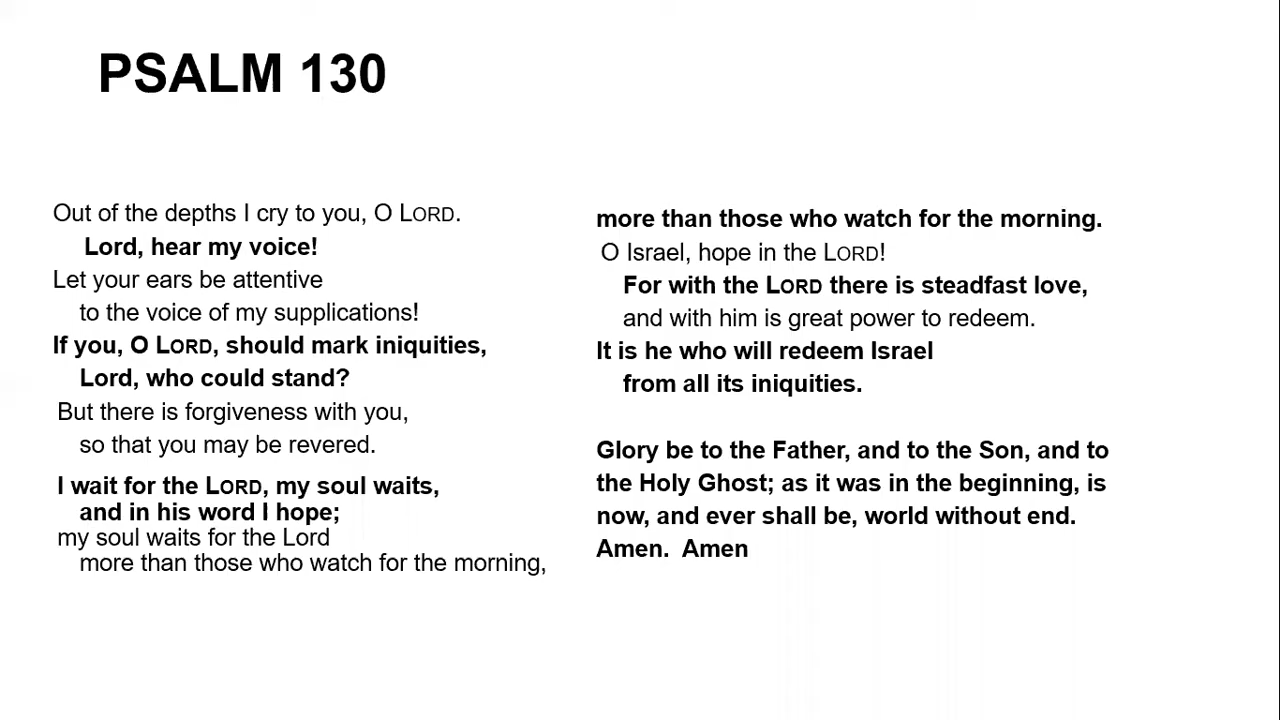 PSALM 130
Out of the depths I cry to you, O LORD.
Lord, hear my voice!
Let your ears be attentive
to the voice of my supplications!
If you, O LORD, should mark iniquities,
Lord, who could stand?
But there is forgiveness with you,
so that you may be revered.
I wait for the LORD, my soul waits,
and in his word I hope;
my soul waits for the Lord
more than those who watch for the morning,
more than those who watch for the morning.
O Israel, hope in the LORD!
For with the LORD there is steadfast love,
and with him is great power to redeem.
It is he who will redeem Israel
from all its iniquities.
Glory be to the Father, and to the Son, and to
the Holy Ghost; as it was in the beginning, is
now, and ever shall be, world without end.
Amen.  Amen